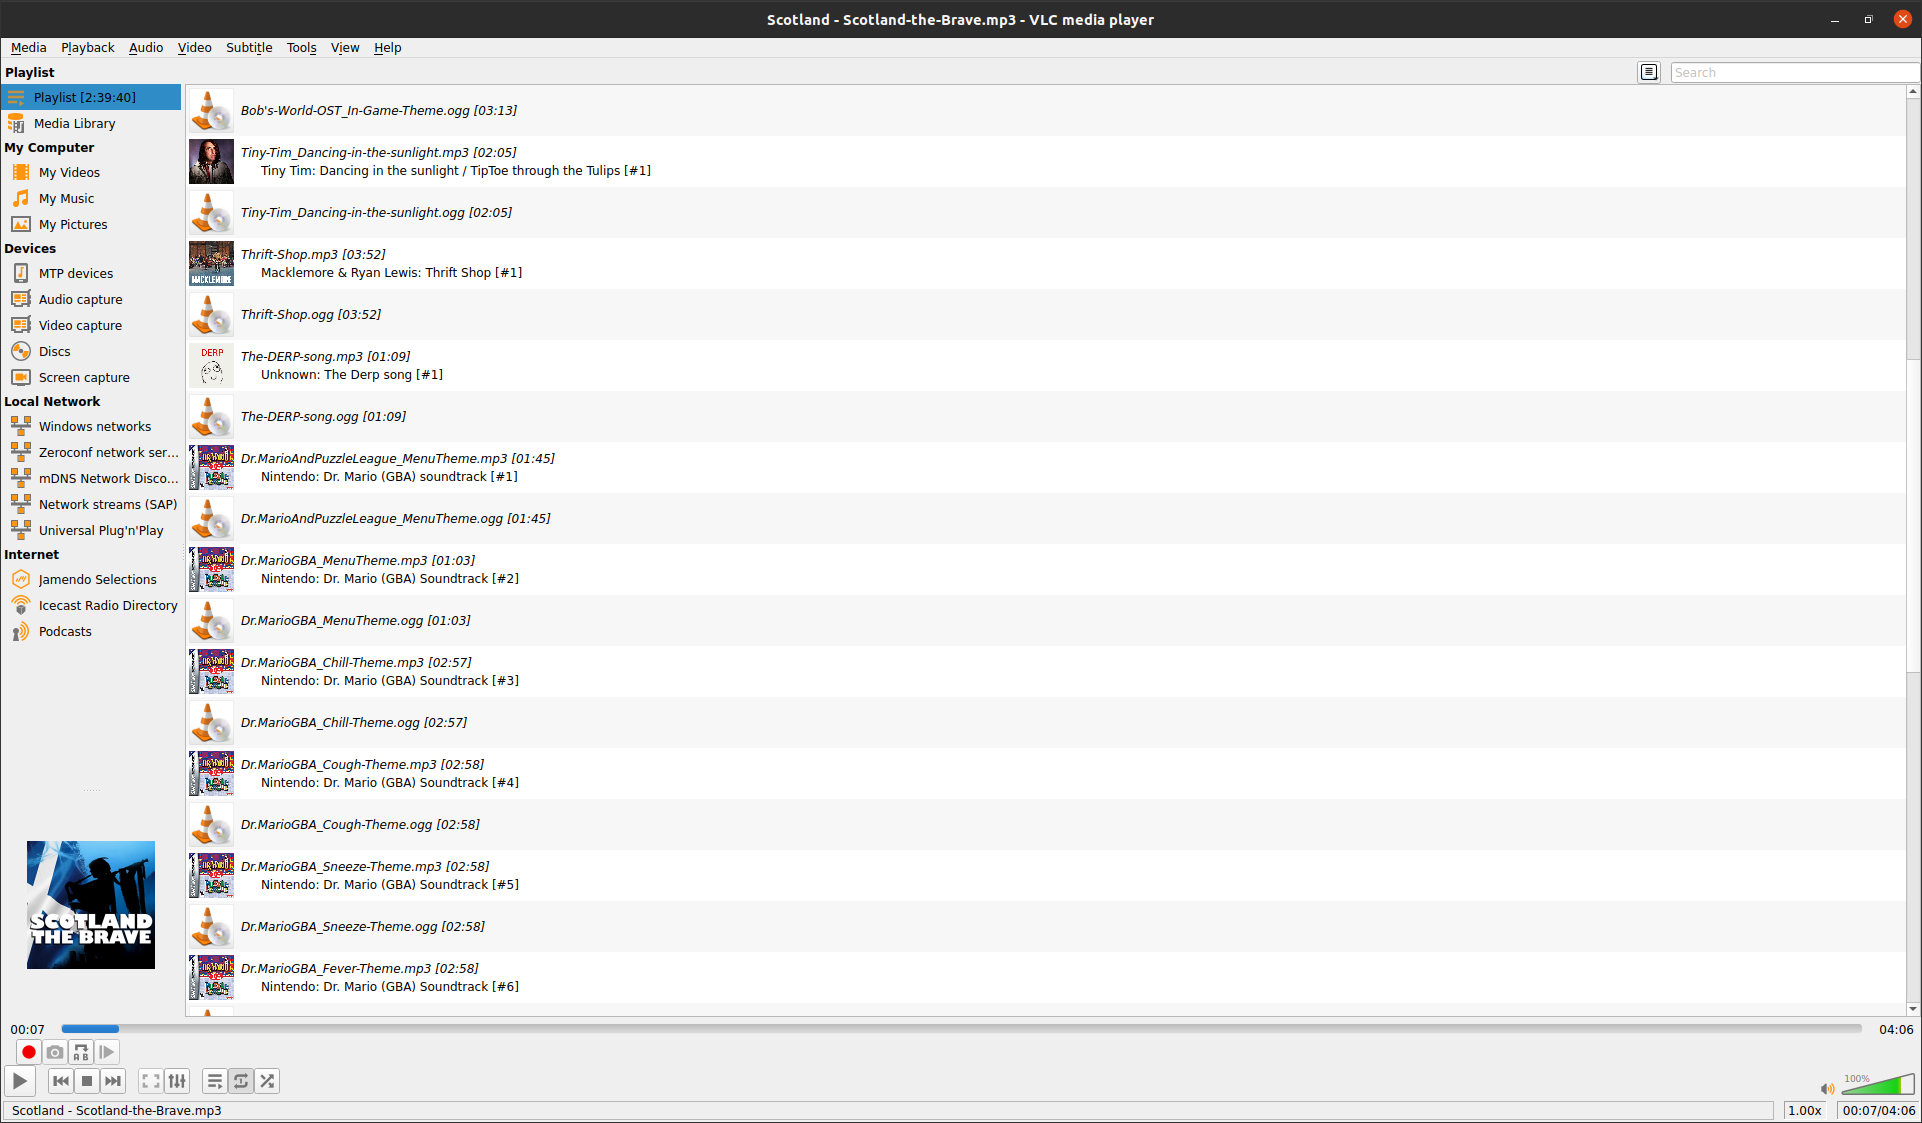 Scotland - Scotland-the-Brave.mp3 - VLC media player
Media Playback Audio Video Subtitle Tools View Help
Playlist
Search
Playlist [2:39:40]
Media Library
My Computer
My Videos
My Music
My Pictures
Devices
MTP devices
Audio capture
Video capture
Discs
Screen capture
Local Network
Windows networks
Zeroconf network ser...
mDNS Network Disco...
Network streams (SAP)
Universal Plug'n'Play
Internet
Jamendo Selections
Icecast Radio Directory
Podcasts
SCOTLAND
THE BRAVE
Bob's-World-OST_In-Game-Theme.ogg [03:13]
Tiny-Tim_Dancing-in-the-sunlight.mp3 [02:05]
Tiny Tim: Dancing in the sunlight / TipToe through the Tulips [#1]
Tiny-Tim_Dancing-in-the-sunlight.ogg [02:05]
MACKLEMORE
Thrift-Shop.mp3 [03:52]
Macklemore & Ryan Lewis: Thrift Shop [#1]
Thrift-Shop.ogg [03:52]
DERP
The-DERP-song.mp3 [01:09]
Unknown: The Derp song [#1]
The-DERP-song.ogg [01:09]
Dr.MarioAndPuzzleLeague_MenuTheme.mp3 [01:45]
Nintendo: Dr. Mario (GBA) soundtrack [#1]
Dr.MarioAndPuzzleLeague_MenuTheme.ogg [01:45]
Dr.MarioGBA_MenuTheme.mp3 [01:03]
Nintendo: Dr. Mario (GBA) Soundtrack [#2]
Dr.MarioGBA_MenuTheme.ogg [01:03]
Dr.MarioGBA_Chill-Theme.mp3 [02:57]
Nintendo: Dr. Mario (GBA) Soundtrack [#3]
Dr.MarioGBA_Chill-Theme.ogg [02:57]
Dr.MarioGBA_Cough-Theme.mp3 [02:58]
Nintendo: Dr. Mario (GBA) Soundtrack [#4]
Dr.MarioGBA_Cough-Theme.ogg [02:58]
Dr.MarioGBA_Sneeze-Theme.mp3 [02:58]
Nintendo: Dr. Mario (GBA) Soundtrack [#5]
Dr.MarioGBA_Sneeze-Theme.ogg [02:58]
Dr.MarioGBA_Fever-Theme.mp3 [02:58]
Nintendo: Dr. Mario (GBA) Soundtrack [#6]
00:07
04:06
A B
100%
Scotland - Scotland-the-Brave.mp3
1.00x
00:07/04:06